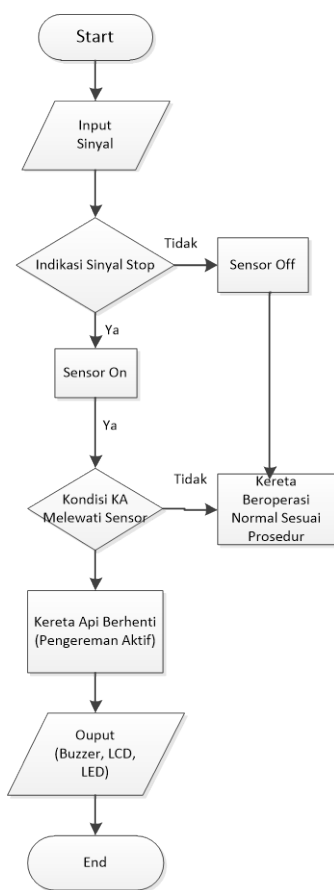 Start
Input
Sinyal
Indikasi Sinyal Stop
Tidak
Sensor Off
Ya
Sensor On
Ya
Kondisi KA
Melewati Sensor
Tidak
Kereta
Beroperasi
Normal Sesuai
Prosedur
Kereta Api Berhenti
(Pengereman Aktif)
Ouput
(Buzzer, LCD,
LED)
End